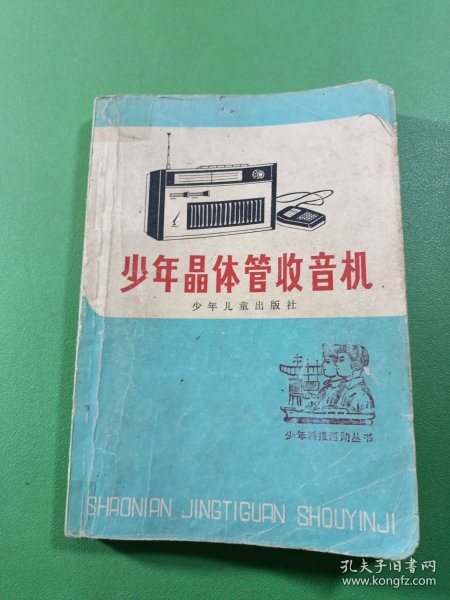 少年晶体管收音机
少年儿童出版社
少年科技活动丛书
SHAONIAN JINGTIGUAN SHOUYINJI
孔夫子旧书网
www.kongfz.com